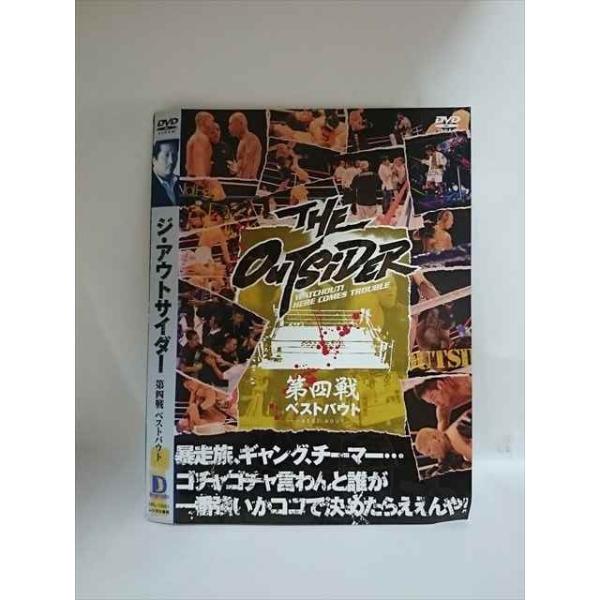 DVD
ジ・アウトサイダー
第四戦 ベストバウト
D
DVD
THE
OUTSIDER
WATCHOUT!!
HERE COMES TROUBLE
第四戦
ベストバウト
OUTSI
暴走族、ギャング、チーマー…
ゴチャゴチャ言わんと誰が
一番強いかココで決めたらええんや!